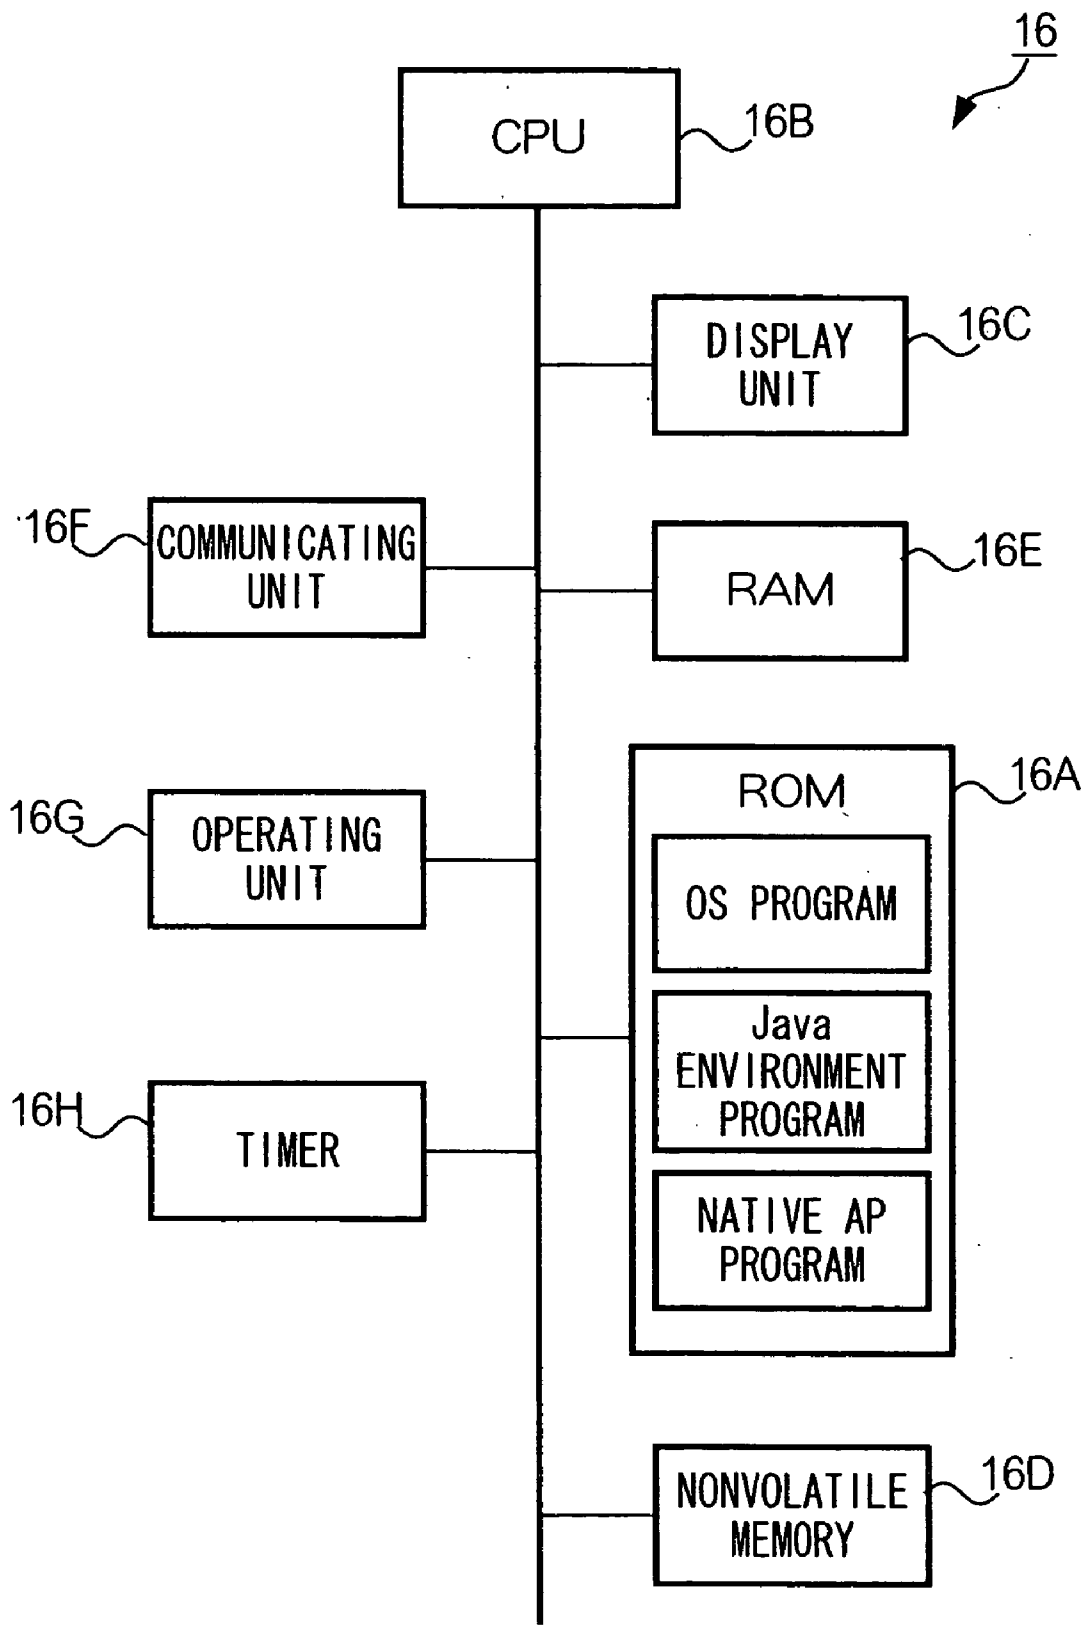 16
CPU
16B
DISPLAY
UNIT
16C
16F
COMMUNICATING
UNIT
RAM
16E
ROM
16A
16G
OPERATING
UNIT
OS PROGRAM
Java
ENVIRONMENT
PROGRAM
16H
TIMER
NATIVE AP
PROGRAM
NONVOLATILE
MEMORY
16D